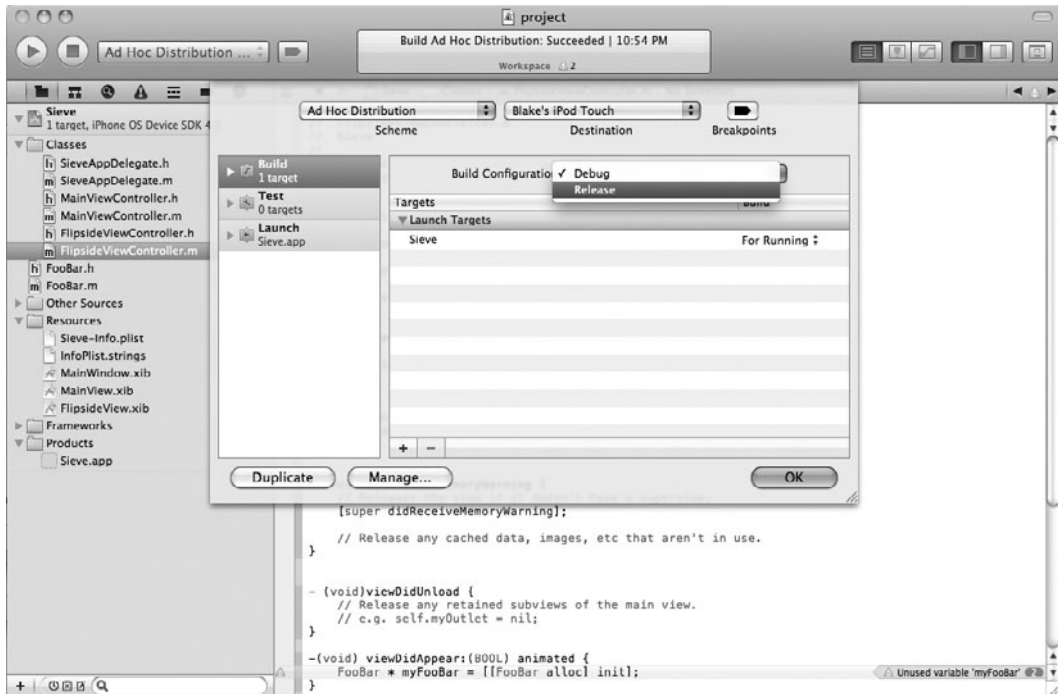 project
Ad Hoc Distribution ...
Build Ad Hoc Distribution: Succeeded | 10:54 PM
Workspace 2
Sieve
1 target, iPhone OS Device SDK 4
Classes
SieveAppDelegate.h
SieveAppDelegate.m
MainViewController.h
MainViewController.m
FlipsideViewController.h
FlipsideViewController.m
FooBar.h
FooBar.m
Other Sources
Resources
Sieve-Info.plist
InfoPlist.strings
MainWindow.xib
MainView.xib
FlipsideView.xib
Frameworks
Products
Sieve.app
Ad Hoc Distribution
Blake's iPod Touch
Scheme
Destination
Breakpoints
Build
1 target
Test
0 targets
Launch
Sieve.app
Build Configuratio
✓ Debug
Release
Targets
Build
Launch Targets
Sieve
For Running
+ −
Duplicate
Manage...
OK
[super didReceiveMemoryWarning];
// Release any cached data, images, etc that aren't in use.
}
- (void)viewDidUnload {
// Release any retained subviews of the main view.
// e.g. self.myOutlet = nil;
}
-(void) viewDidAppear:(BOOL) animated {
FooBar * myFooBar = [[FooBar alloc] init];
Unused variable 'myFooBar' 2
}